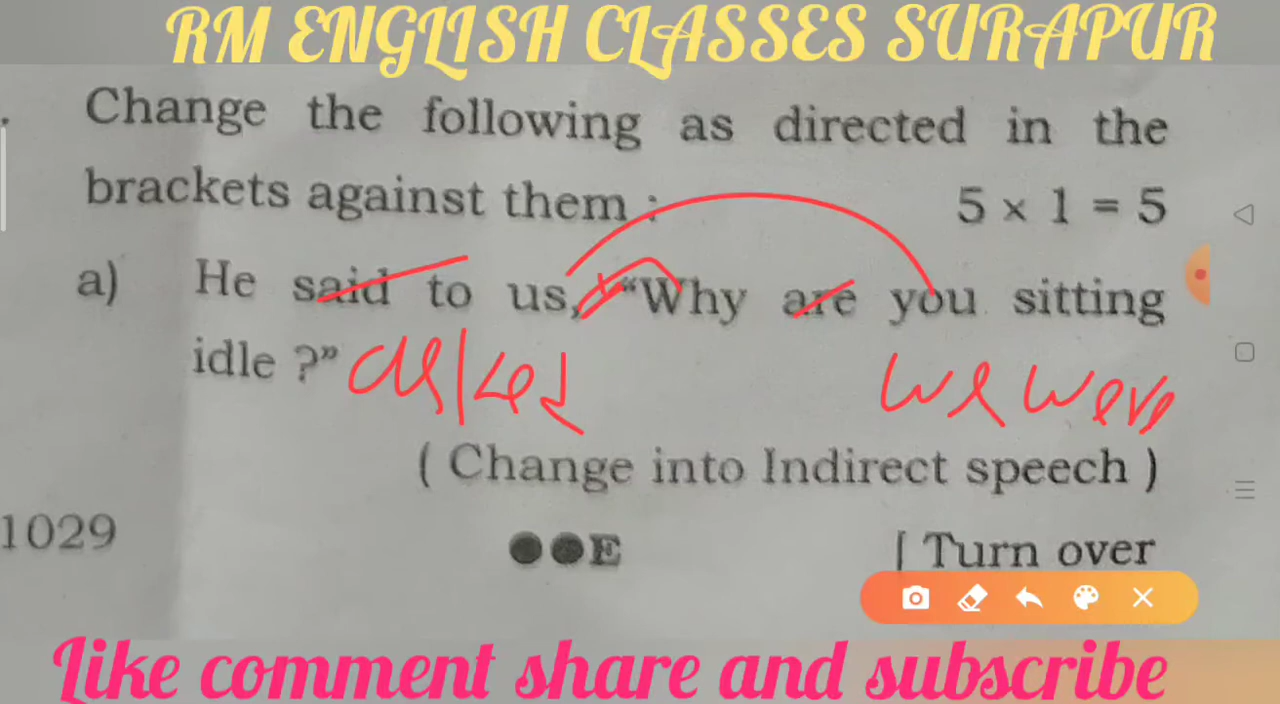 RM ENGLISH CLASSES SURAPUR
. Change the following as directed in the
brackets against them : 5 x 1 = 5
a) He said to us, "Why are you sitting
idle ?" asked we were
( Change into Indirect speech )
1029 ●●E [ Turn over
Like comment share and subscribe